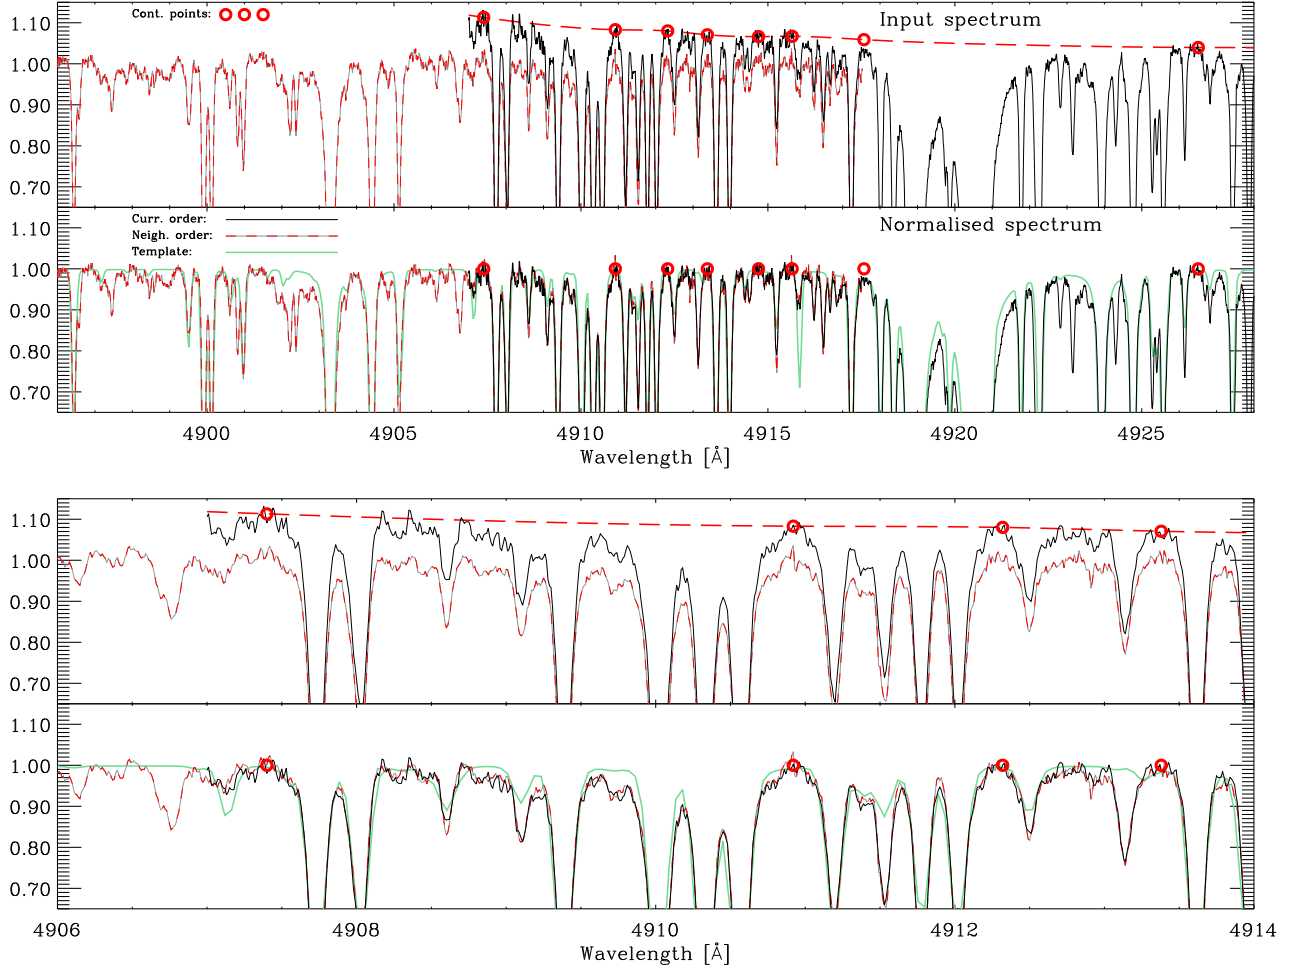 Cont. points:
Input spectrum
1.10
1.00
0.90
0.80
0.70
Curr. order:
Neigh. order:
Template:
Normalised spectrum
1.10
1.00
0.90
0.80
0.70
4900 4905 4910 4915 4920 4925
Wavelength [Å]
1.10
1.00
0.90
0.80
0.70
1.10
1.00
0.90
0.80
0.70
4906 4908 4910 4912 4914
Wavelength [Å]